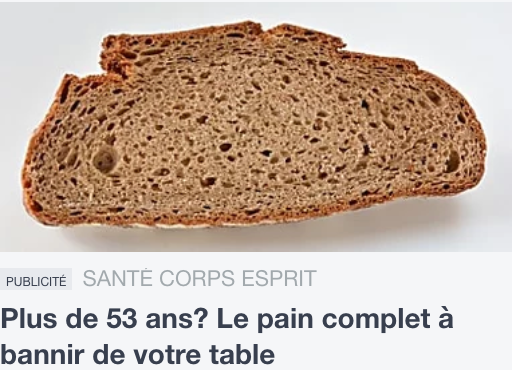 PUBLICITÉ SANTÉ CORPS ESPRIT
Plus de 53 ans? Le pain complet à
bannir de votre table